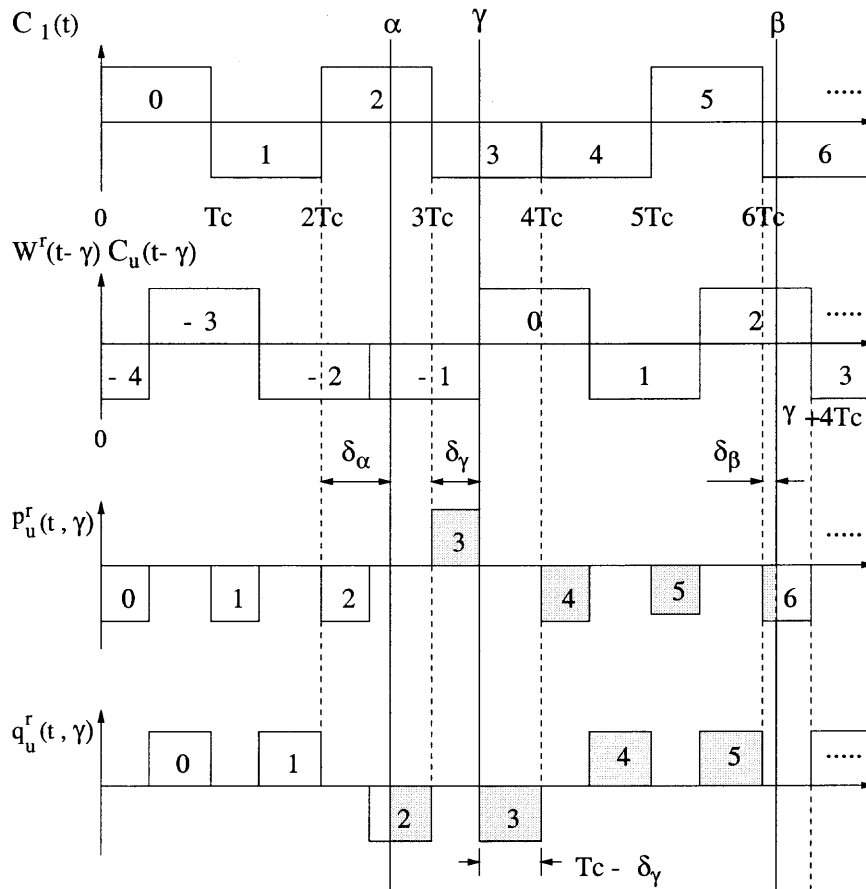 C 1(t) α γ β
0 2 5 .....
1 3 4 6
0 Tc 2Tc 3Tc 4Tc 5Tc 6Tc
W^r(t- γ) C_u(t- γ)
- 3 0 2 .....
- 4 - 2 - 1 1 3
0 γ +4Tc
δ_α δ_γ δ_β
p_u^r(t , γ) 3 .....
0 1 2 4 5 6
q_u^r(t , γ) 0 1 4 5 .....
2 3
Tc - δ_γ